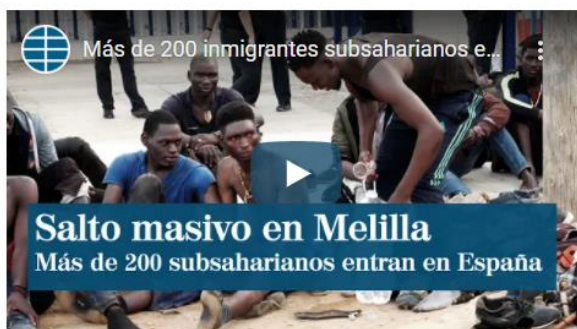 Más de 200 inmigrantes subsaharianos e...
Salto masivo en Melilla
Más de 200 subsaharianos entran en España